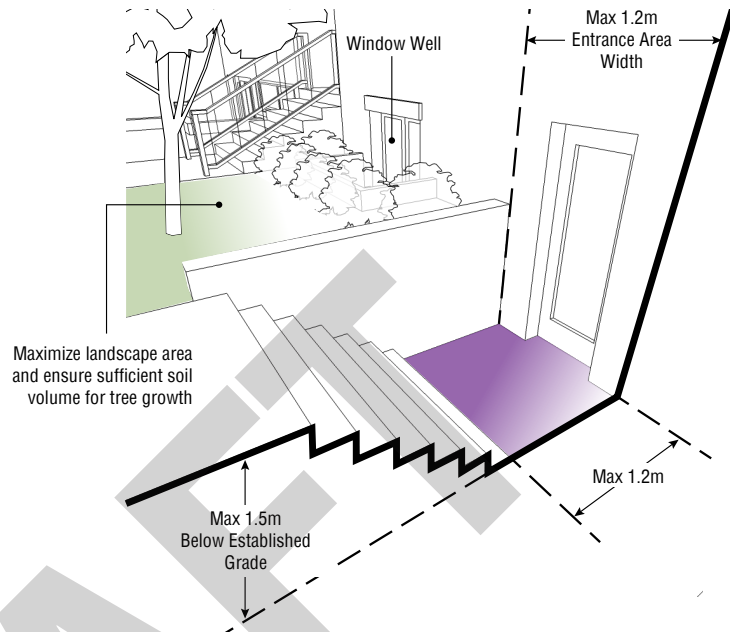 Max 1.2m
Entrance Area
Width
Window Well
Maximize landscape area
and ensure sufficient soil
volume for tree growth
Max 1.2m
Max 1.5m
Below Established
Grade